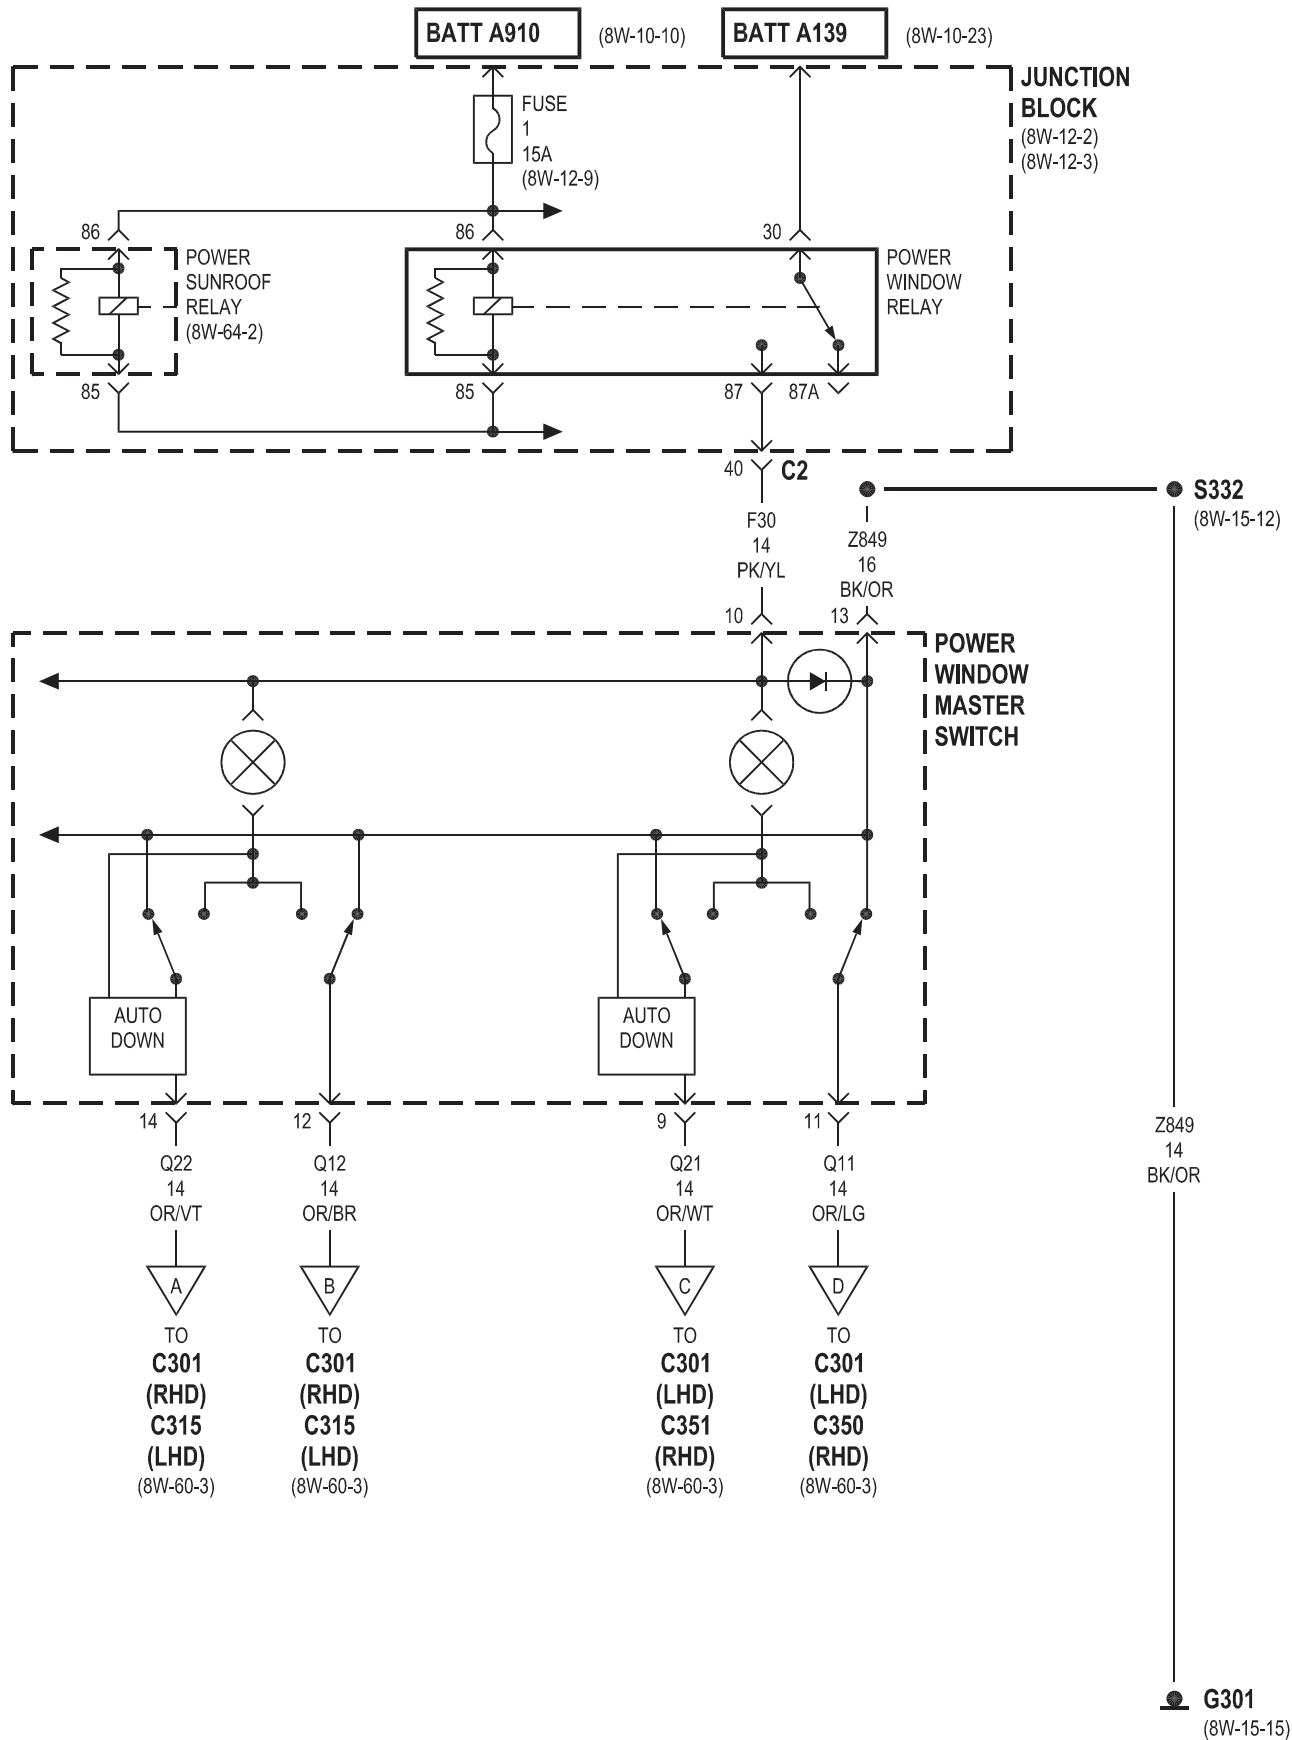 BATT A910
(8W-10-10)
BATT A139
(8W-10-23)
JUNCTION
BLOCK
(8W-12-2)
(8W-12-3)
FUSE
1
15A
(8W-12-9)
86
86
30
POWER
SUNROOF
RELAY
(8W-64-2)
POWER
WINDOW
RELAY
85
85
87
87A
40
C2
S332
(8W-15-12)
F30
14
PK/YL
Z849
16
BK/OR
10
13
POWER
WINDOW
MASTER
SWITCH
AUTO
DOWN
AUTO
DOWN
14
12
9
11
Q22
14
OR/VT
Q12
14
OR/BR
Q21
14
OR/WT
Q11
14
OR/LG
Z849
14
BK/OR
A
B
C
D
TO
C301
(RHD)
C315
(LHD)
(8W-60-3)
TO
C301
(RHD)
C315
(LHD)
(8W-60-3)
TO
C301
(LHD)
C351
(RHD)
(8W-60-3)
TO
C301
(LHD)
C350
(RHD)
(8W-60-3)
G301
(8W-15-15)